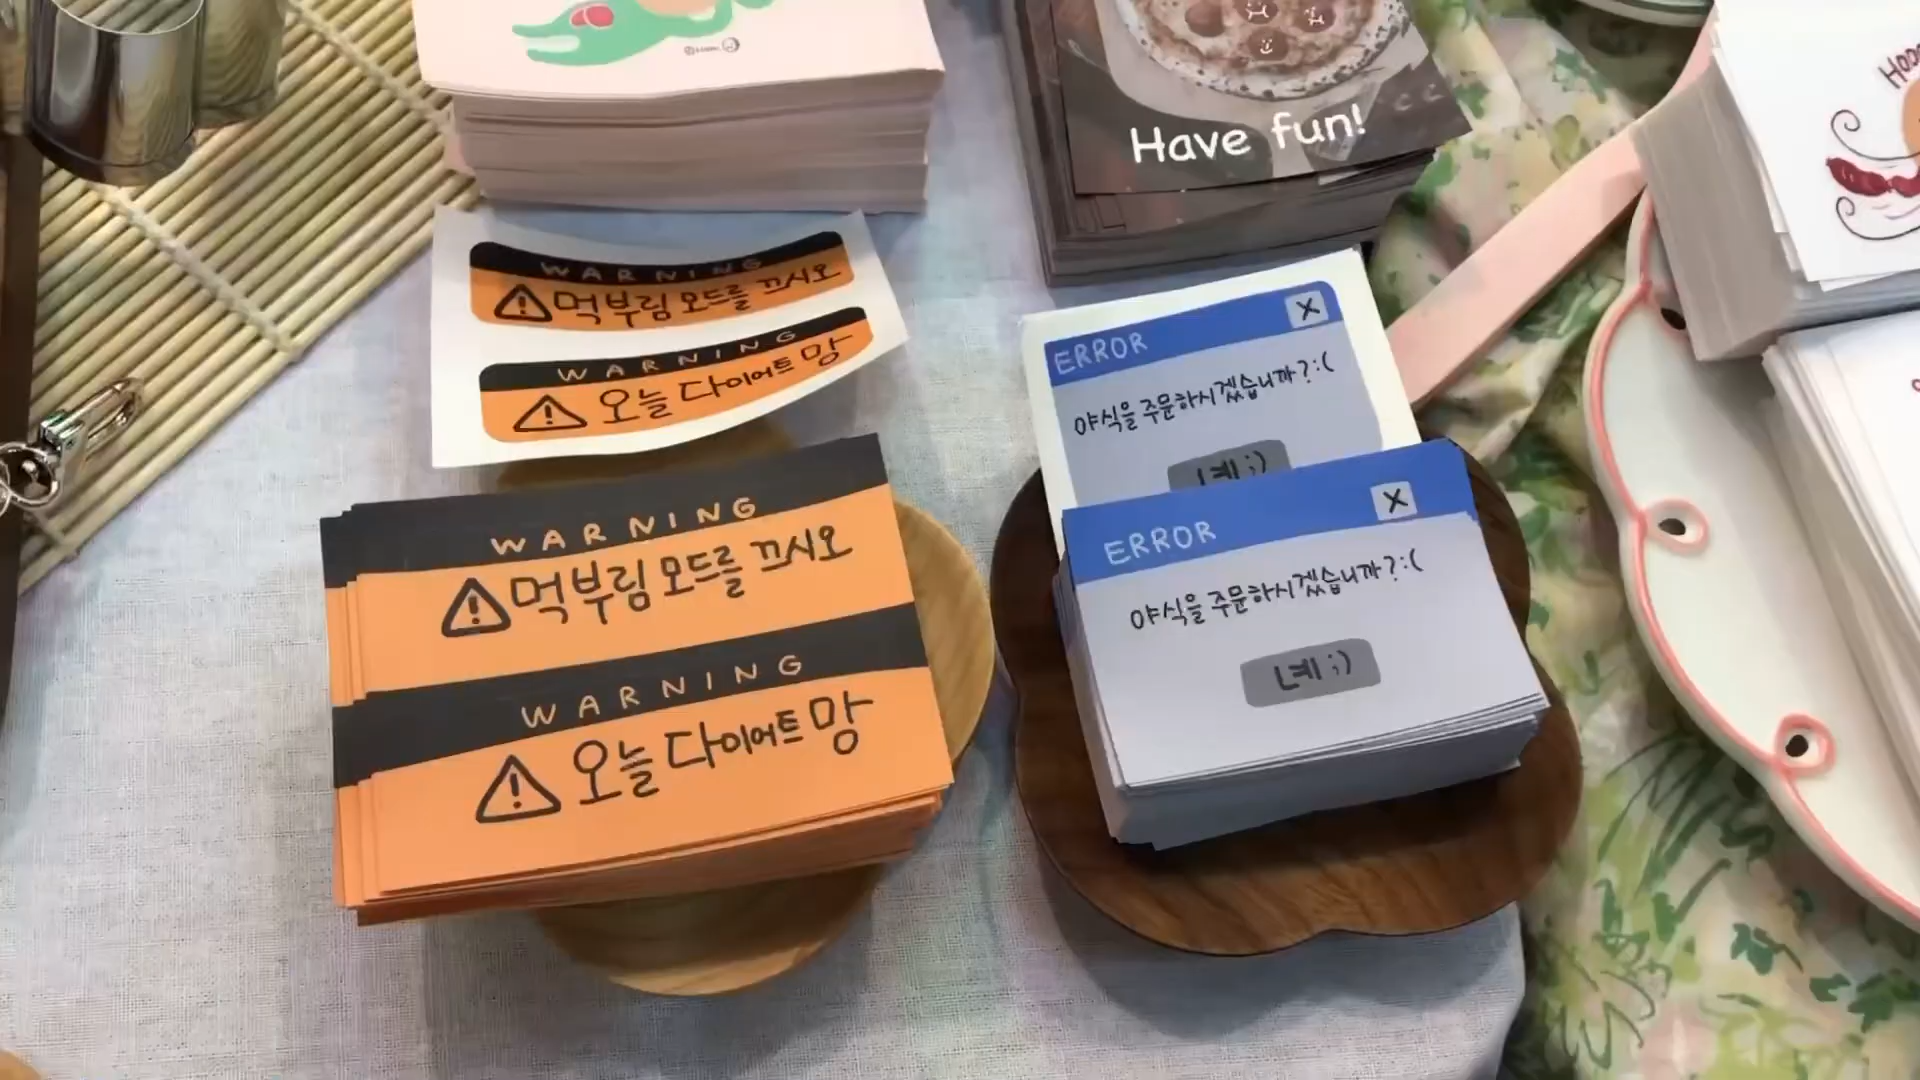 Have fun!
WARNING
먹부림 모드를 끄시오
WARNING
오늘 다이어트 망
ERROR X
야식을 주문하시겠습니까?:(
녜;)
WARNING
먹부림 모드를 끄시오
WARNING
오늘 다이어트 망
ERROR X
야식을 주문하시겠습니까?:(
녜;)